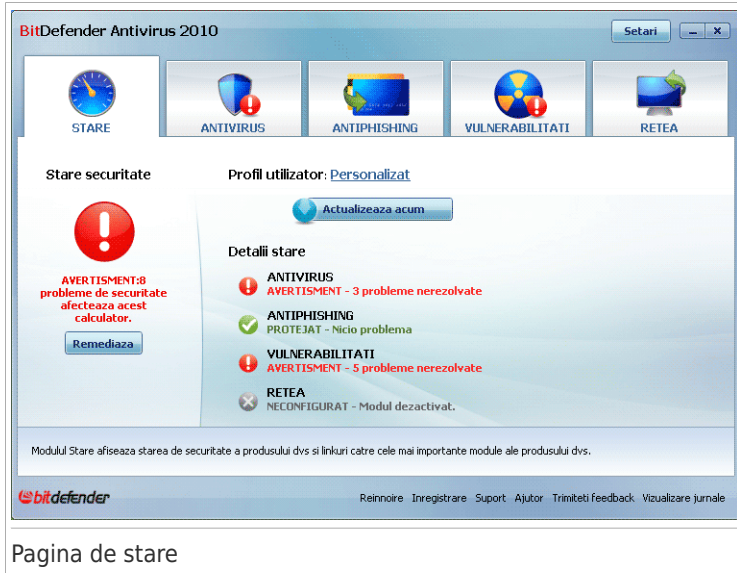 BitDefender Antivirus 2010
Setari
STARE
ANTIVIRUS
ANTIPHISHING
VULNERABILITATI
RETEA
Stare securitate
AVERTISMENT:8
probleme de securitate
afecteaza acest
calculator.
Remediaza
Profil utilizator: Personalizat
Actualizeaza acum
Detalii stare
ANTIVIRUS
AVERTISMENT - 3 probleme nerezolvate
ANTIPHISHING
PROTEJAT - Nicio problema
VULNERABILITATI
AVERTISMENT - 5 probleme nerezolvate
RETEA
NECONFIGURAT - Modul dezactivat.
Modulul Stare afiseaza starea de securitate a produsului dvs si linkuri catre cele mai importante module ale produsului dvs.
bitdefender
Reinnoire Inregistrare Suport Ajutor Trimiteti feedback Vizualizare jurnale
Pagina de stare